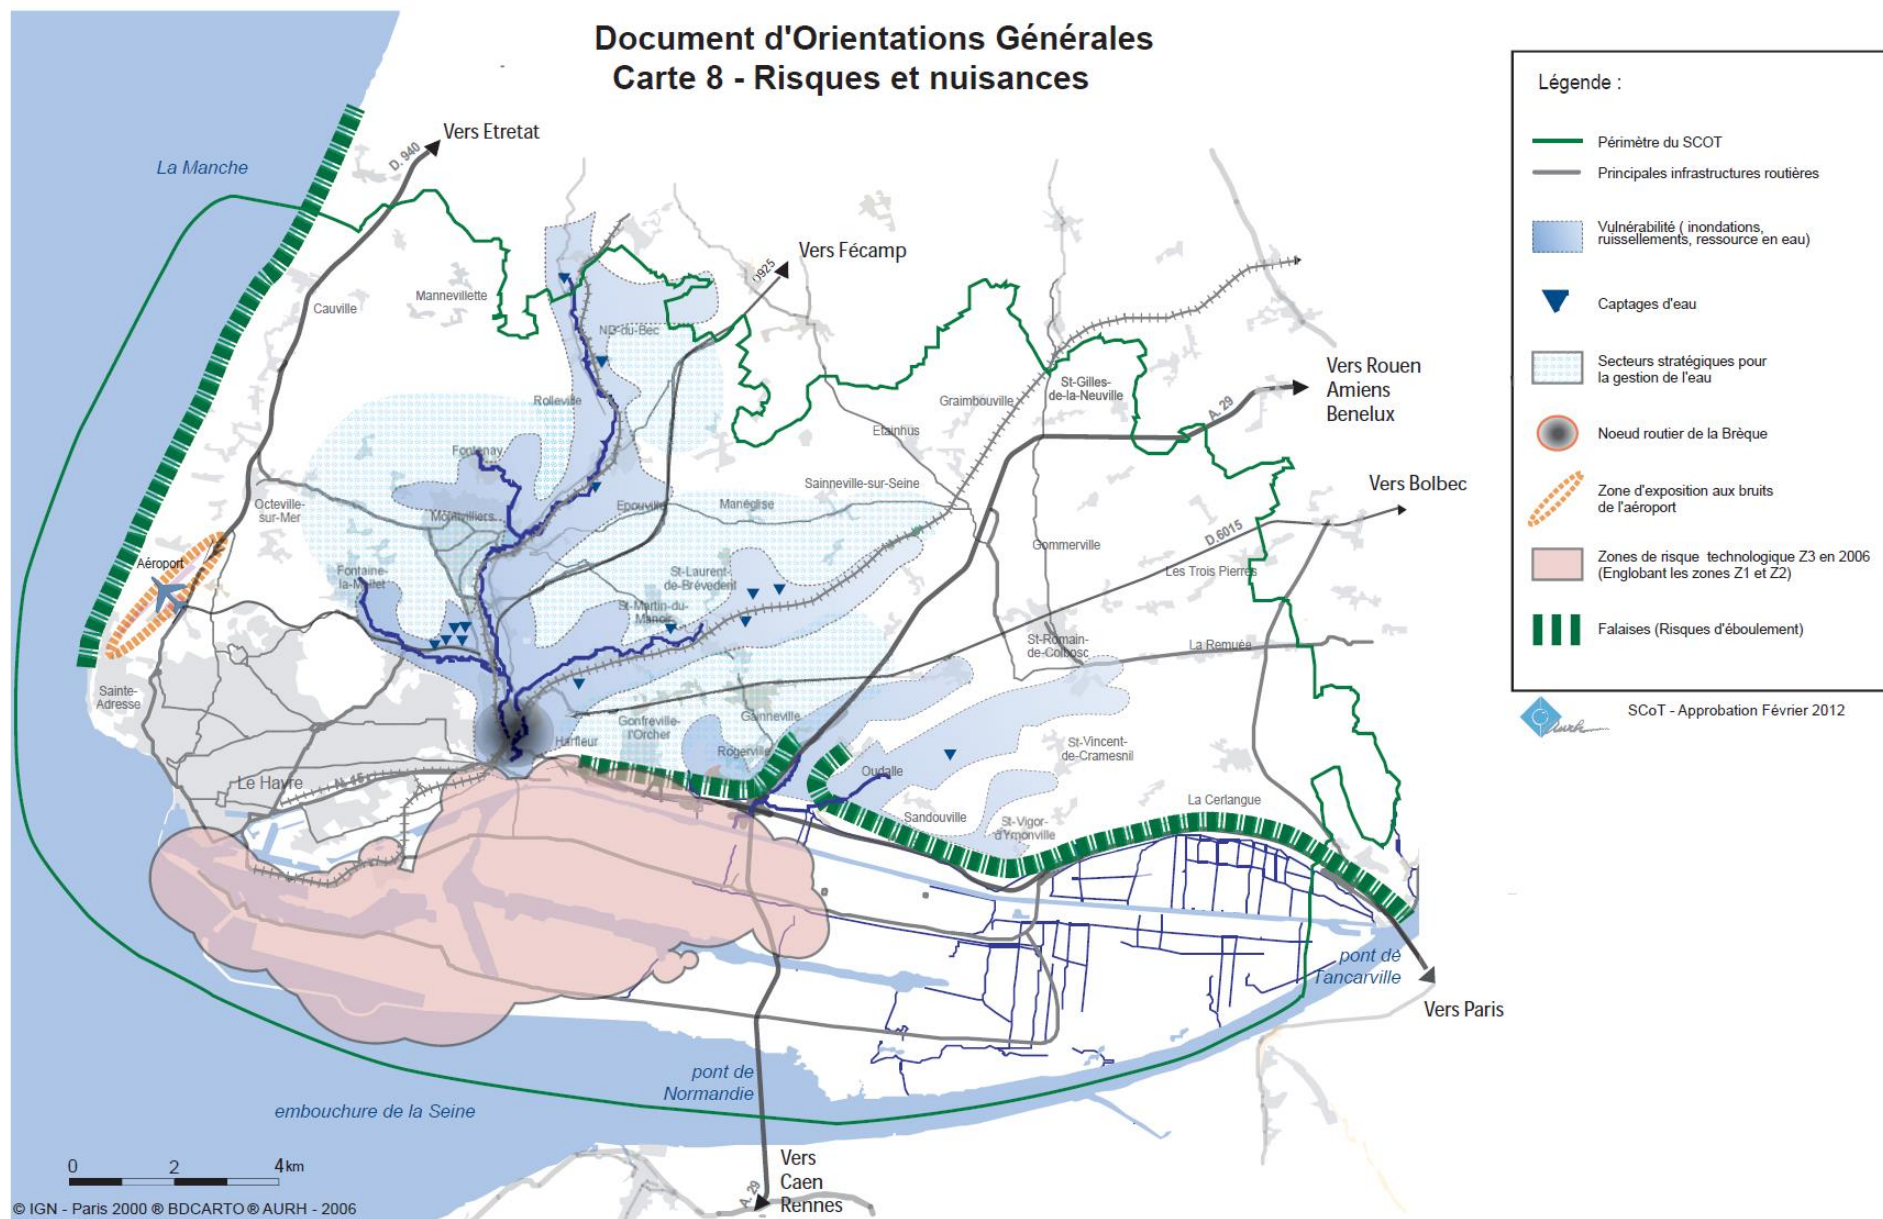 Document d'Orientations Générales
Carte 8 - Risques et nuisances
Vers Etretat
D. 940
La Manche
Vers Fécamp
D925
Cauville
Mannevillette
ND-du-Bec
Vers Rouen
Amiens
Benelux
A. 29
St-Gilles-
de-la-Neuville
Graimbouville
Rolleville
Etainhus
Fontenay
Vers Bolbec
Sainneville-sur-Seine
Octeville-
sur-Mer
Montivilliers
Epouville
Manéglise
D.6015
Gommerville
Aéroport
Fontaine-
la-Mallet
St-Laurent-
de-Brévedent
Les Trois Pierres
St-Martin-du-
Manoir
St-Romain-
de-Colbosc
La Remuée
Sainte-
Adresse
Gonfreville-
l'Orcher
Gainneville
Harfleur
Rogerville
St-Vincent-
de-Cramesnil
Oudalle
Le Havre
N. 15
La Cerlangue
Sandouville
St-Vigor-
d'Ymonville
pont de
Tancarville
Vers Paris
pont de
Normandie
embouchure de la Seine
Vers
Caen
Rennes
A. 29
0 2 4 km
© IGN - Paris 2000 ® BDCARTO ® AURH - 2006
Légende :
Périmètre du SCOT
Principales infrastructures routières
Vulnérabilité ( inondations,
ruissellements, ressource en eau)
Captages d'eau
Secteurs stratégiques pour
la gestion de l'eau
Noeud routier de la Brèque
Zone d'exposition aux bruits
de l'aéroport
Zones de risque technologique Z3 en 2006
(Englobant les zones Z1 et Z2)
Falaises (Risques d'éboulement)
aurh
SCoT - Approbation Février 2012